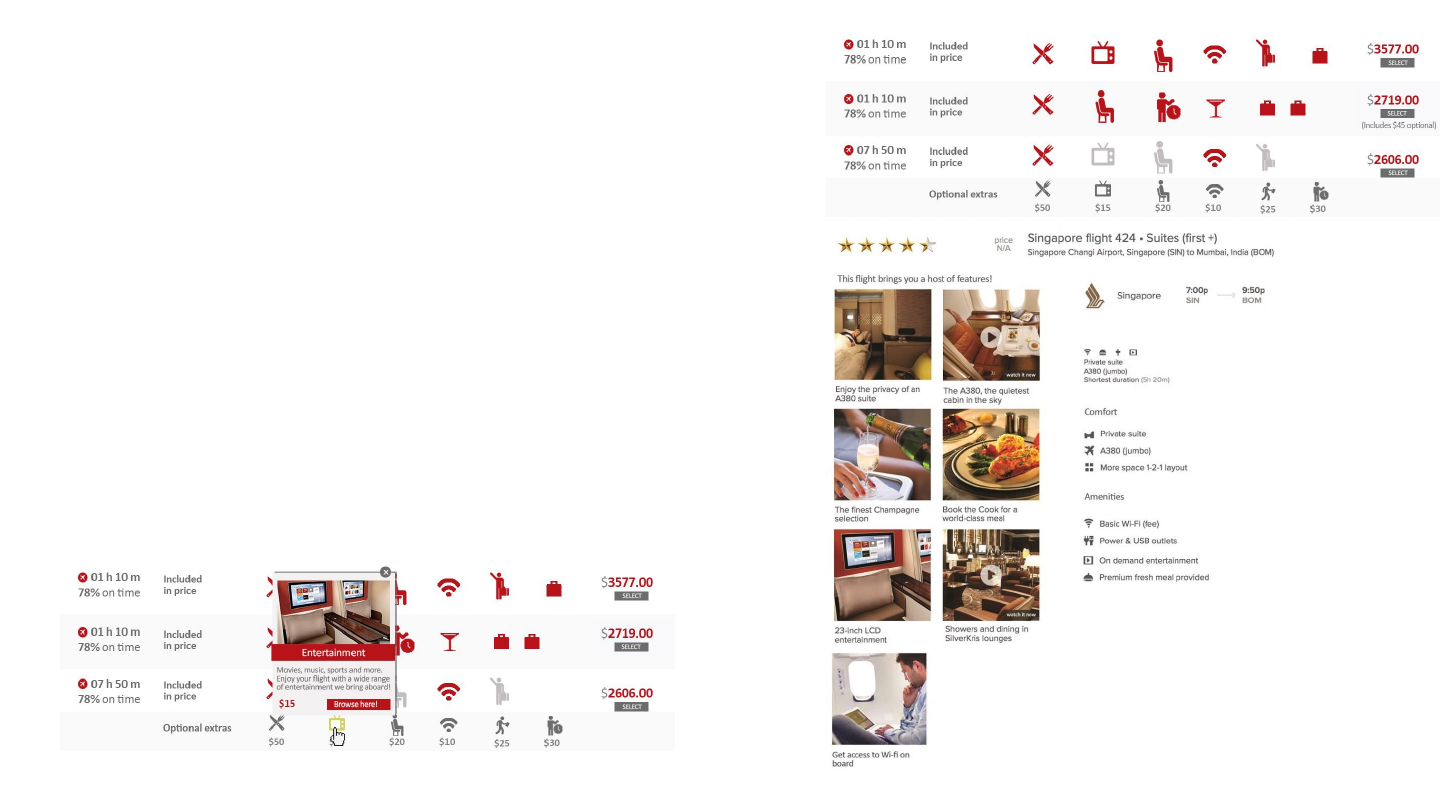 01 h 10 m
78% on time
Included
in price
$3577.00
SELECT
01 h 10 m
78% on time
Included
in price
$2719.00
SELECT
07 h 50 m
78% on time
Included
in price
$2606.00
SELECT
Entertainment
Movies, music, sports and more.
Enjoy your flight with a wide range
of entertainment we bring aboard!
$15
Browse here!
Optional extras
$50
$20
$10
$25
$30
01 h 10 m
78% on time
Included
in price
$3577.00
SELECT
01 h 10 m
78% on time
Included
in price
$2719.00
SELECT
(Includes $45 optional)
07 h 50 m
78% on time
Included
in price
$2606.00
SELECT
Optional extras
$50
$15
$20
$10
$25
$30
price
N/A
Singapore flight 424 • Suites (first +)
Singapore Changi Airport, Singapore (SIN) to Mumbai, India (BOM)
This flight brings you a host of features!
watch it now
Enjoy the privacy of an
A380 suite
The A380, the quietest
cabin in the sky
The finest Champagne
selection
Book the Cook for a
world-class meal
watch it now
23-inch LCD
entertainment
Showers and dining in
SilverKris lounges
Get access to Wi-fi on
board
Singapore
7:00p
SIN
9:50p
BOM
Private suite
A380 (jumbo)
Shortest duration (5h 20m)
Comfort
Private suite
A380 (jumbo)
More space 1-2-1 layout
Amenities
Basic Wi-Fi (fee)
Power & USB outlets
On demand entertainment
Premium fresh meal provided